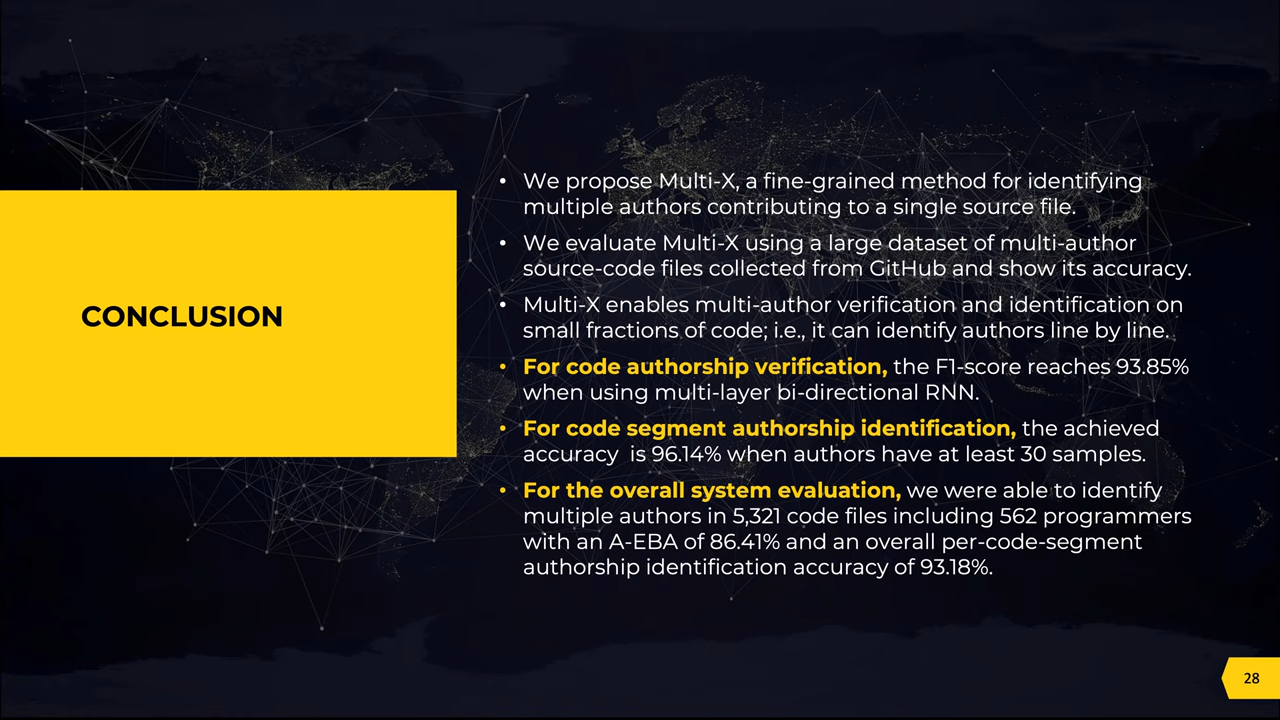 CONCLUSION
• We propose Multi-X, a fine-grained method for identifying
multiple authors contributing to a single source file.
• We evaluate Multi-X using a large dataset of multi-author
source-code files collected from GitHub and show its accuracy.
• Multi-X enables multi-author verification and identification on
small fractions of code; i.e., it can identify authors line by line.
• For code authorship verification, the F1-score reaches 93.85%
when using multi-layer bi-directional RNN.
• For code segment authorship identification, the achieved
accuracy  is 96.14% when authors have at least 30 samples.
• For the overall system evaluation, we were able to identify
multiple authors in 5,321 code files including 562 programmers
with an A-EBA of 86.41% and an overall per-code-segment
authorship identification accuracy of 93.18%.
28